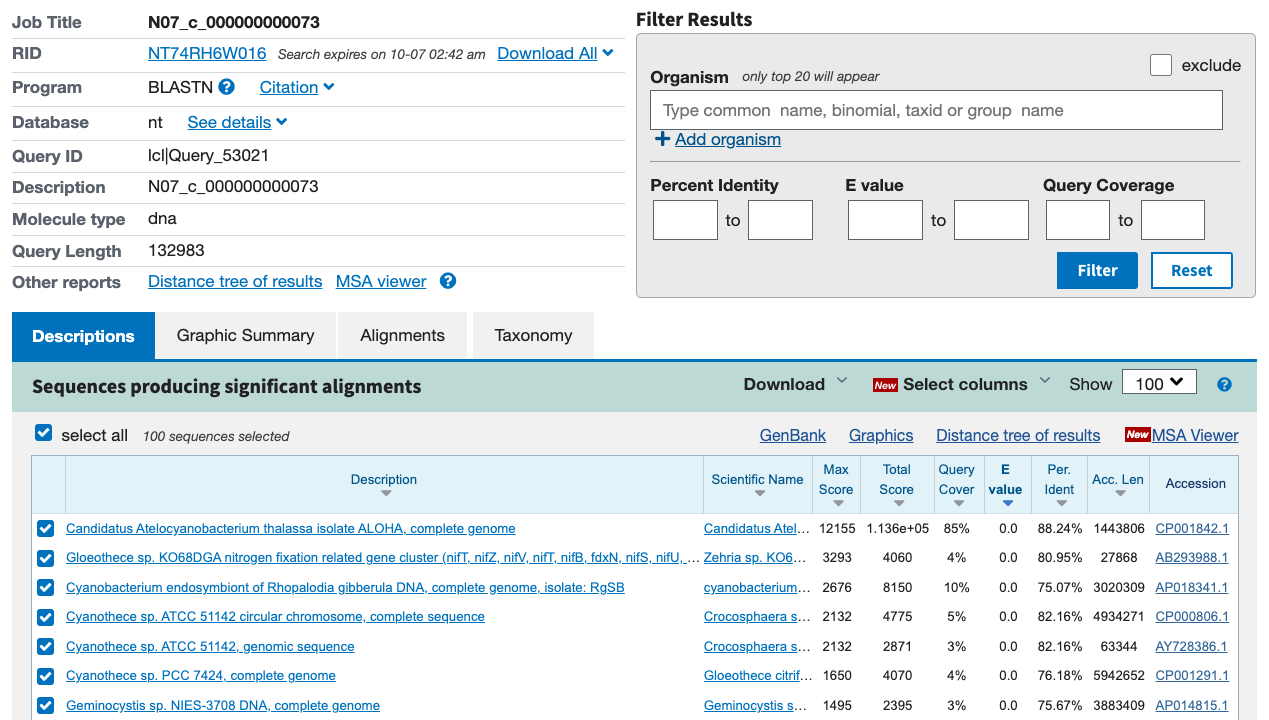 Job Title N07_c_000000000073
RID NT74RH6W016 Search expires on 10-07 02:42 am Download All
Program BLASTN ? Citation
Database nt See details
Query ID lcl|Query_53021
Description N07_c_000000000073
Molecule type dna
Query Length 132983
Other reports Distance tree of results MSA viewer ?
Filter Results
exclude
Organism only top 20 will appear
Type common name, binomial, taxid or group name
+ Add organism
Percent Identity E value Query Coverage
to to to
Filter Reset
Descriptions Graphic Summary Alignments Taxonomy
Sequences producing significant alignments Download New Select columns Show 100 ?
select all 100 sequences selected GenBank Graphics Distance tree of results New MSA Viewer
Description Scientific Name Max Score Total Score Query Cover E value Per. Ident Acc. Len Accession
Candidatus Atelocyanobacterium thalassa isolate ALOHA, complete genome Candidatus Atel... 12155 1.136e+05 85% 0.0 88.24% 1443806 CP001842.1
Gloeothece sp. KO68DGA nitrogen fixation related gene cluster (nifT, nifZ, nifV, nifT, nifB, fdxN, nifS, nifU, ... Zehria sp. KO6... 3293 4060 4% 0.0 80.95% 27868 AB293988.1
Cyanobacterium endosymbiont of Rhopalodia gibberula DNA, complete genome, isolate: RgSB cyanobacterium... 2676 8150 10% 0.0 75.07% 3020309 AP018341.1
Cyanothece sp. ATCC 51142 circular chromosome, complete sequence Crocosphaera s... 2132 4775 5% 0.0 82.16% 4934271 CP000806.1
Cyanothece sp. ATCC 51142, genomic sequence Crocosphaera s... 2132 2871 3% 0.0 82.16% 63344 AY728386.1
Cyanothece sp. PCC 7424, complete genome Gloeothece citrif... 1650 4070 4% 0.0 76.18% 5942652 CP001291.1
Geminocystis sp. NIES-3708 DNA, complete genome Geminocystis s... 1495 2395 3% 0.0 75.67% 3883409 AP014815.1